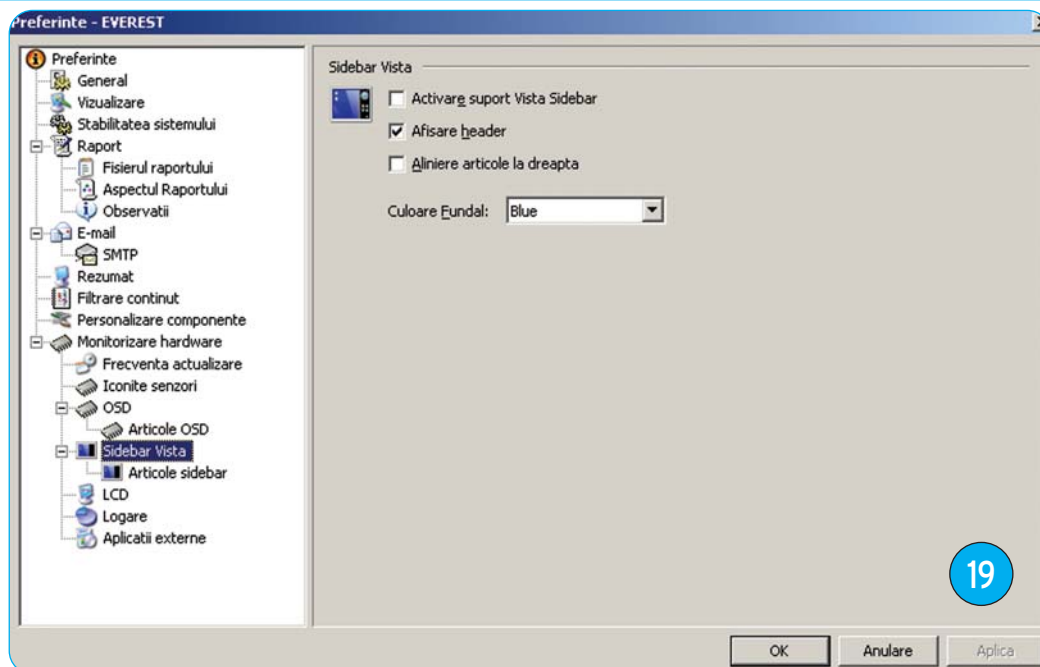 Preferinte - EVEREST
Preferinte
General
Vizualizare
Stabilitatea sistemului
Raport
Fisierul raportului
Aspectul Raportului
Observatii
E-mail
SMTP
Rezumat
Filtrare continut
Personalizare componente
Monitorizare hardware
Frecventa actualizare
Iconite senzori
OSD
Articole OSD
Sidebar Vista
Articole sidebar
LCD
Logare
Aplicatii externe
Sidebar Vista
Activare suport Vista Sidebar
Afisare header
Aliniere articole la dreapta
Culoare Fundal: Blue
19
OK Anulare Aplica